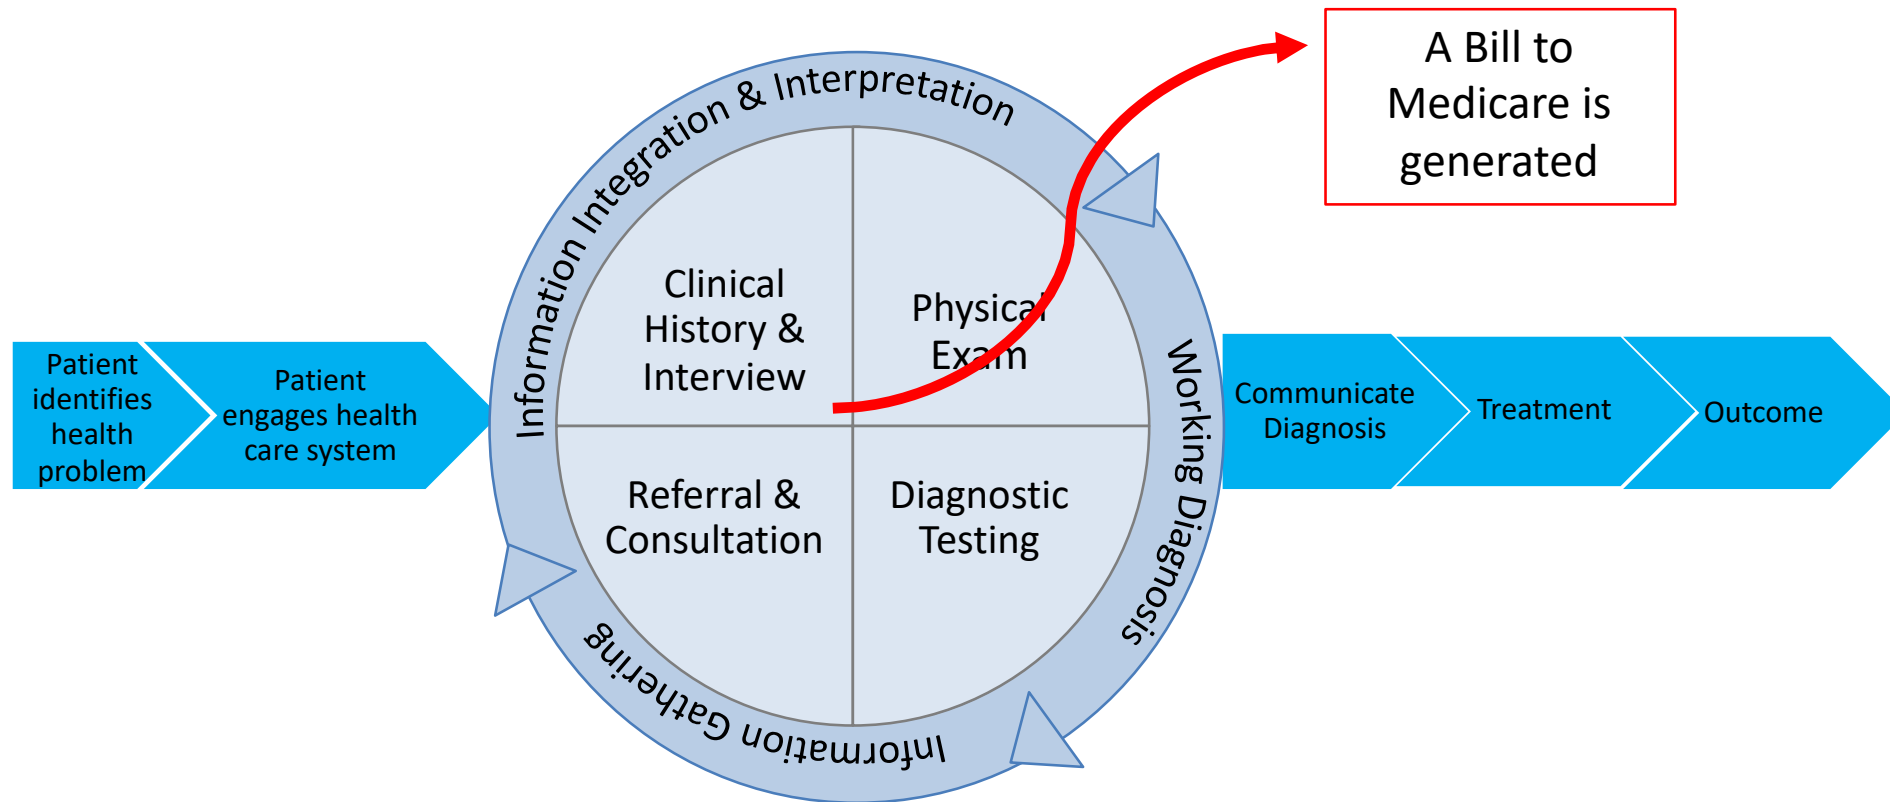 A Bill to
Medicare is
generated
Information Integration & Interpretation
Clinical
History &
Interview
Physical
Exam
Patient
identifies
health
problem
Patient
engages health
care system
Working Diagnosis
Communicate
Diagnosis
Treatment
Outcome
Referral &
Consultation
Diagnostic
Testing
Information Gathering